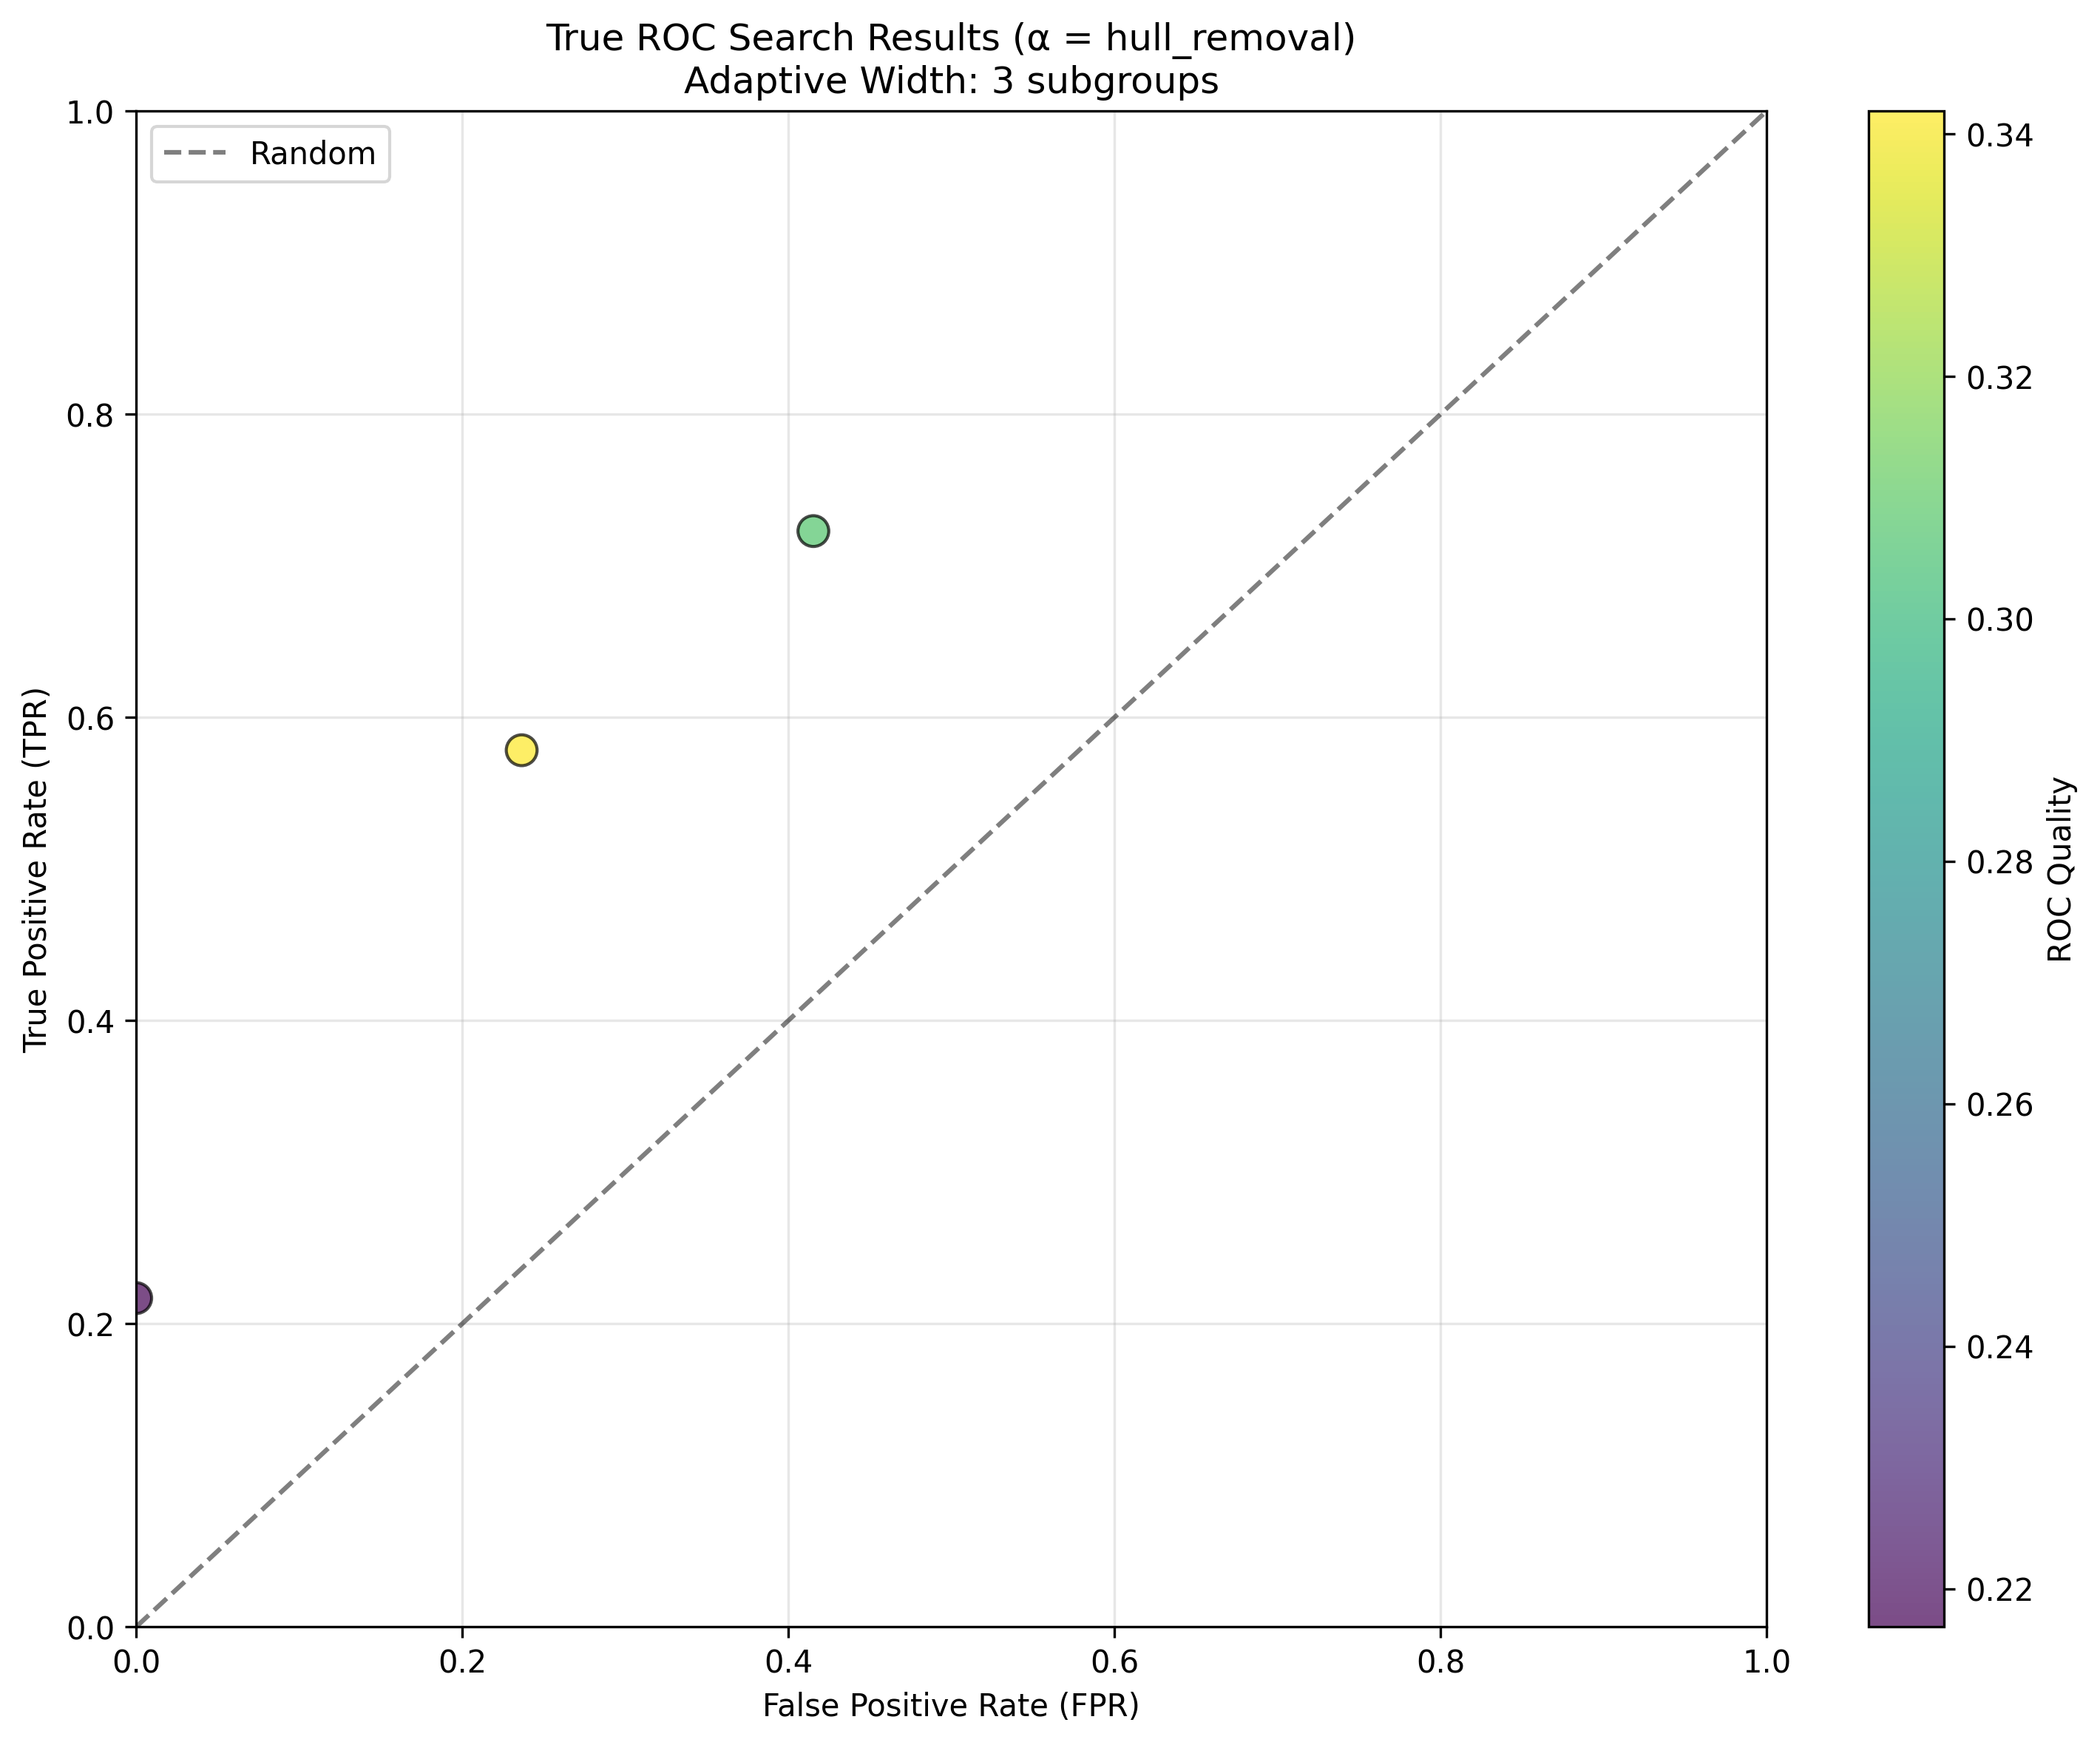 True ROC Search Results (α = hull_removal)
Adaptive Width: 3 subgroups
Random
True Positive Rate (TPR)
1.0
0.8
0.6
0.4
0.2
0.0
0.0 0.2 0.4 0.6 0.8 1.0
False Positive Rate (FPR)
0.34
0.32
0.30
0.28
0.26
0.24
0.22
ROC Quality